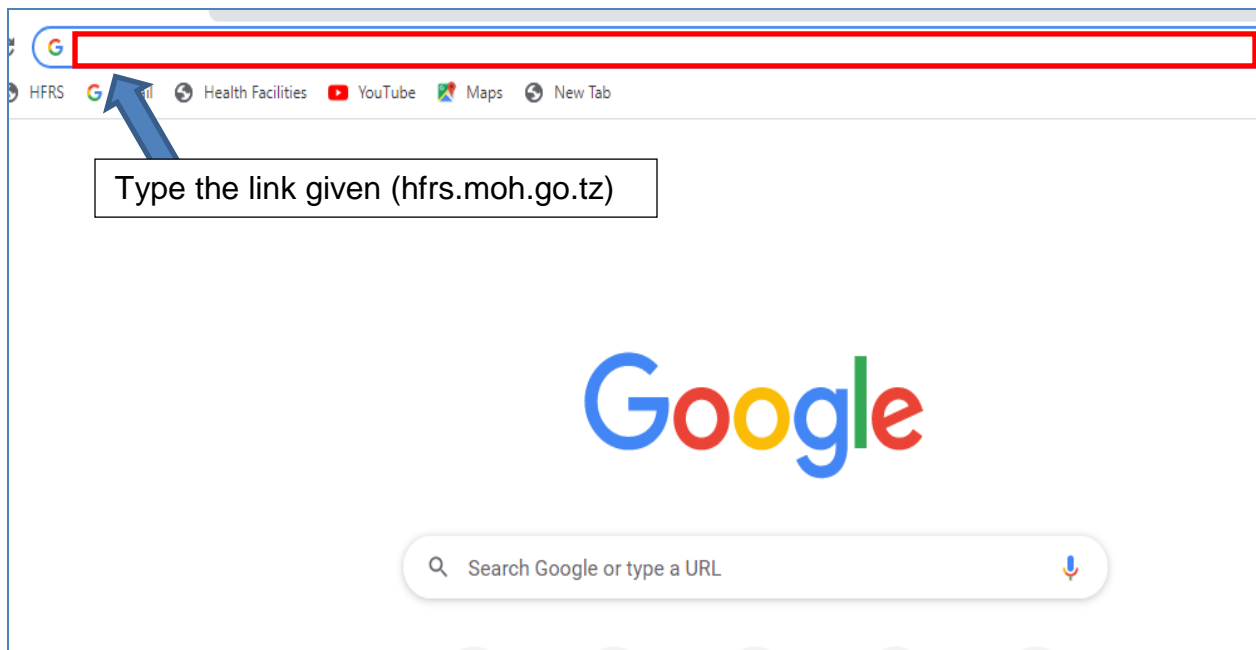 HFRS Health Facilities YouTube Maps New Tab
Type the link given (hfrs.moh.go.tz)
Google
Search Google or type a URL